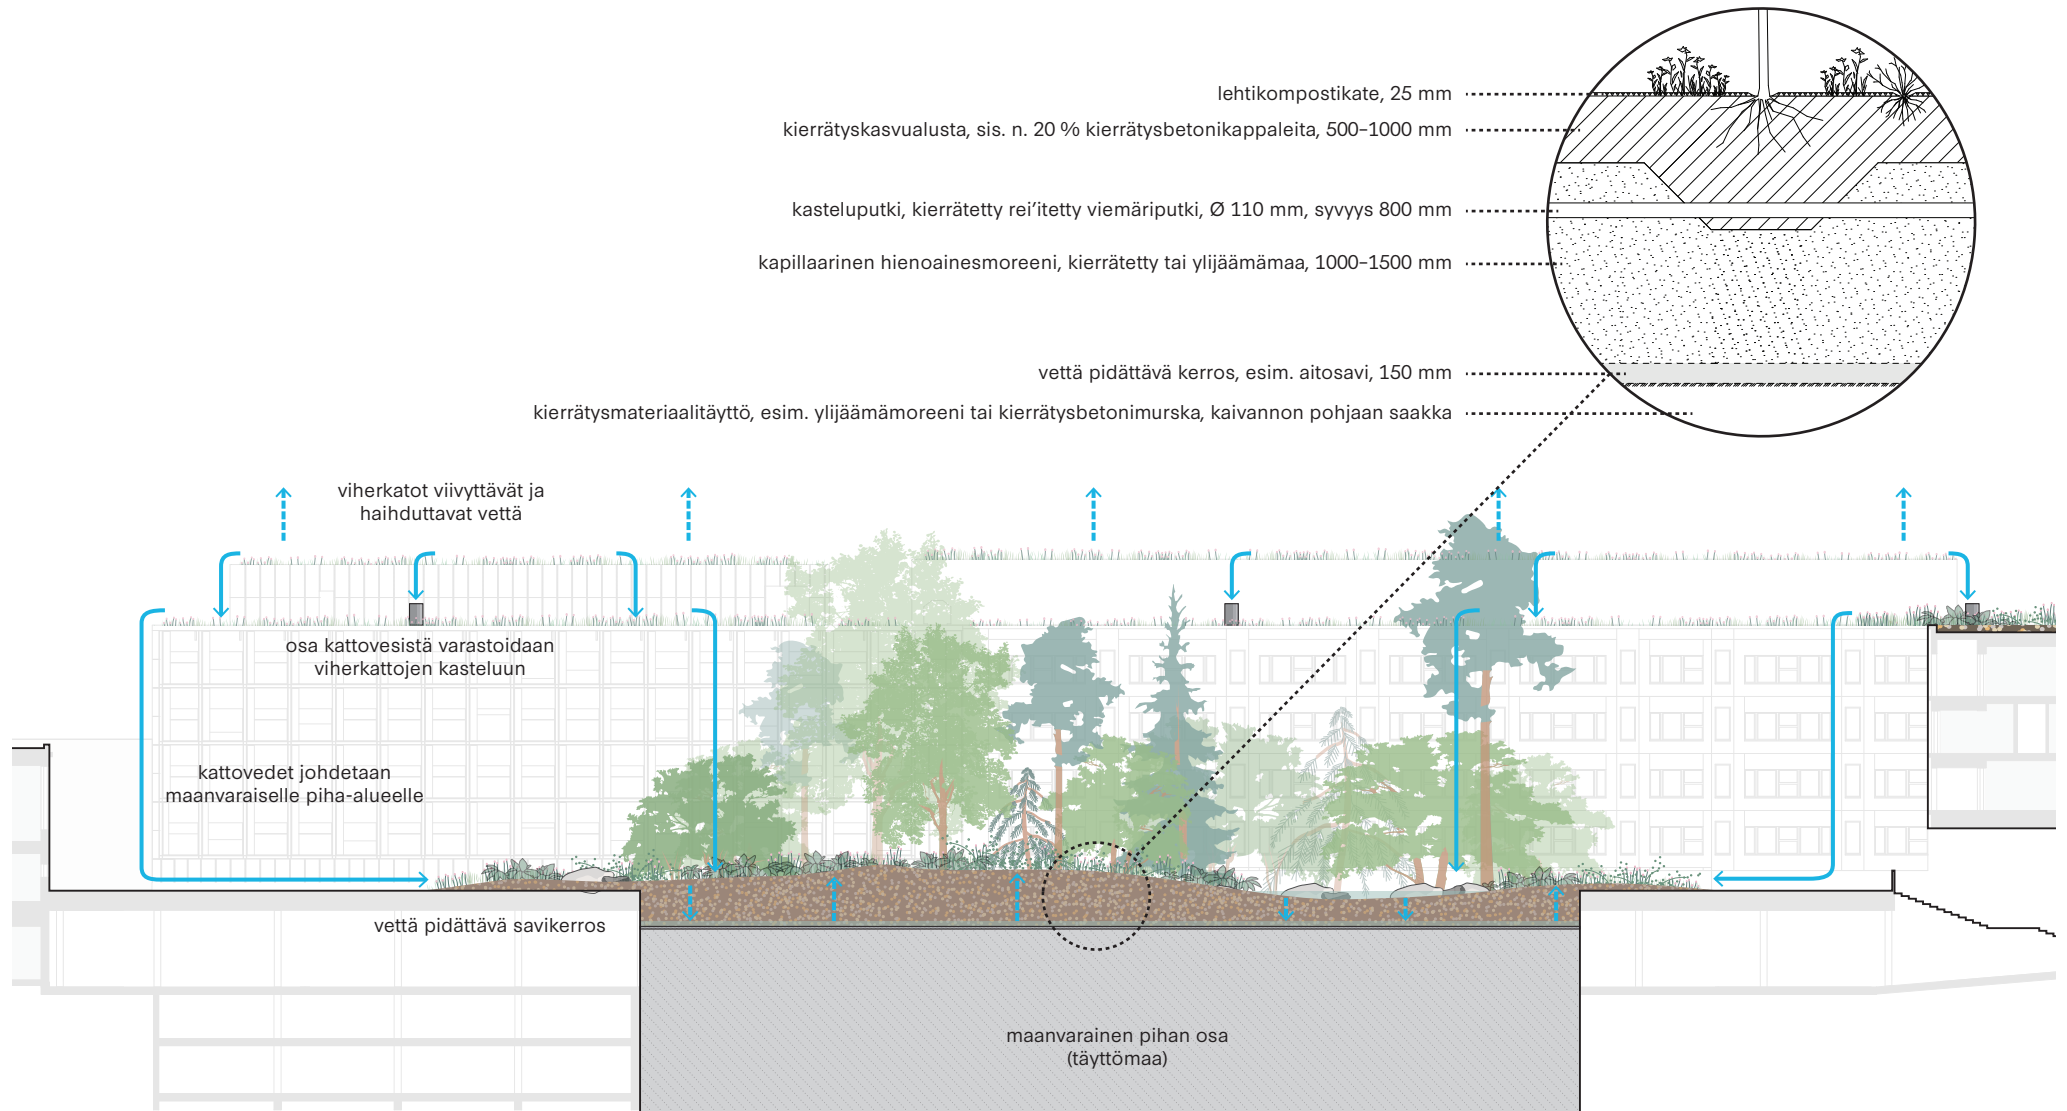 lehtikompostikate, 25 mm
kierrätyskasvualusta, sis. n. 20 % kierrätysbetonikappaleita, 500–1000 mm
kasteluputki, kierrätetty rei’itetty viemäriputki, Ø 110 mm, syvyys 800 mm
kapillaarinen hienoainesmoreeni, kierrätetty tai ylijäämämaa, 1000–1500 mm
vettä pidättävä kerros, esim. aitosavi, 150 mm
kierrätysmateriaalitäyttö, esim. ylijäämämoreeni tai kierrätysbetonimurska, kaivannon pohjaan saakka
viherkatot viivyttävät ja
haihduttavat vettä
osa kattovesistä varastoidaan
viherkattojen kasteluun
kattovedet johdetaan
maanvaraiselle piha-alueelle
vettä pidättävä savikerros
maanvarainen pihan osa
(täyttömaa)